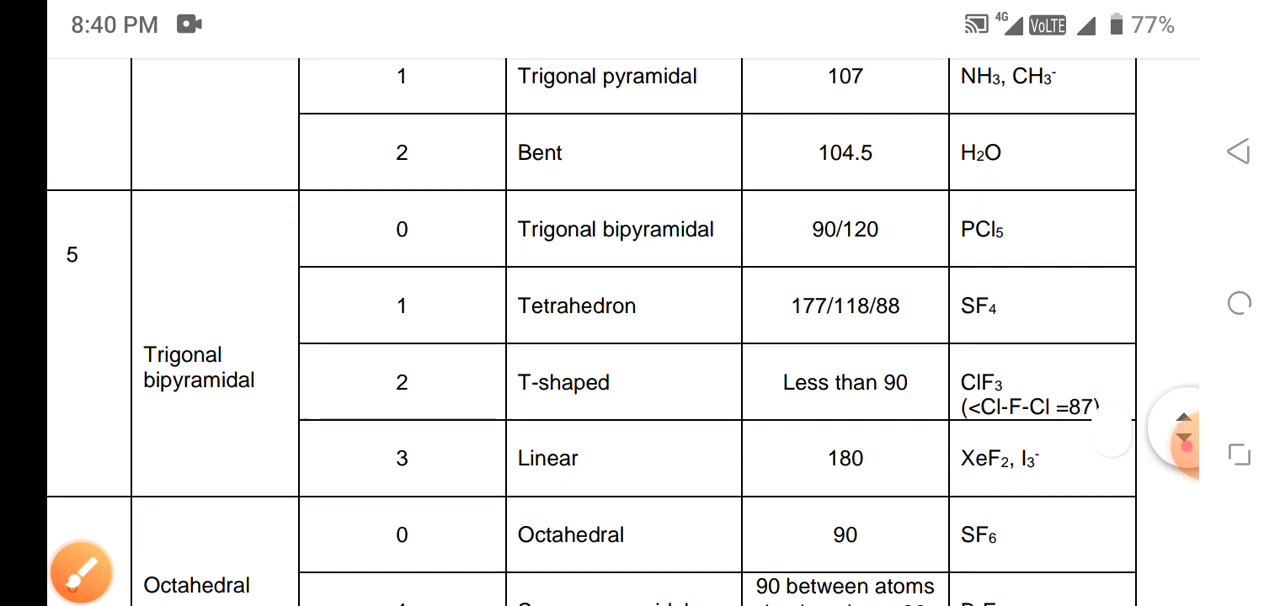 8:40 PM 4G VoLTE 77%
1 Trigonal pyramidal 107 NH3, CH3-
2 Bent 104.5 H2O
5 Trigonal bipyramidal
0 Trigonal bipyramidal 90/120 PCl5
1 Tetrahedron 177/118/88 SF4
2 T-shaped Less than 90 ClF3
(<Cl-F-Cl =87)
3 Linear 180 XeF2, I3-
Octahedral
0 Octahedral 90 SF6
90 between atoms